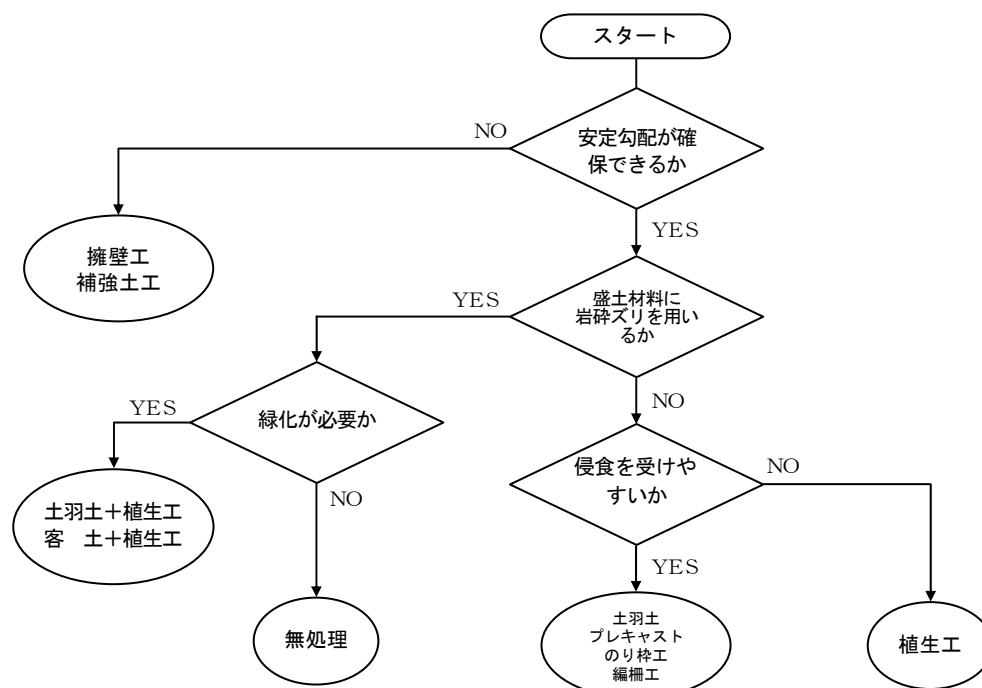 スタート
NO
安定勾配が確
保できるか
YES
擁壁工
補強土工
YES
盛土材料に
岩砕ズリを用い
るか
NO
YES
緑化が必要か
NO
侵食を受けや
すいか
NO
YES
土羽土＋植生工
客　土＋植生工
無処理
土羽土
プレキャスト
のり枠工
編柵工
植生工